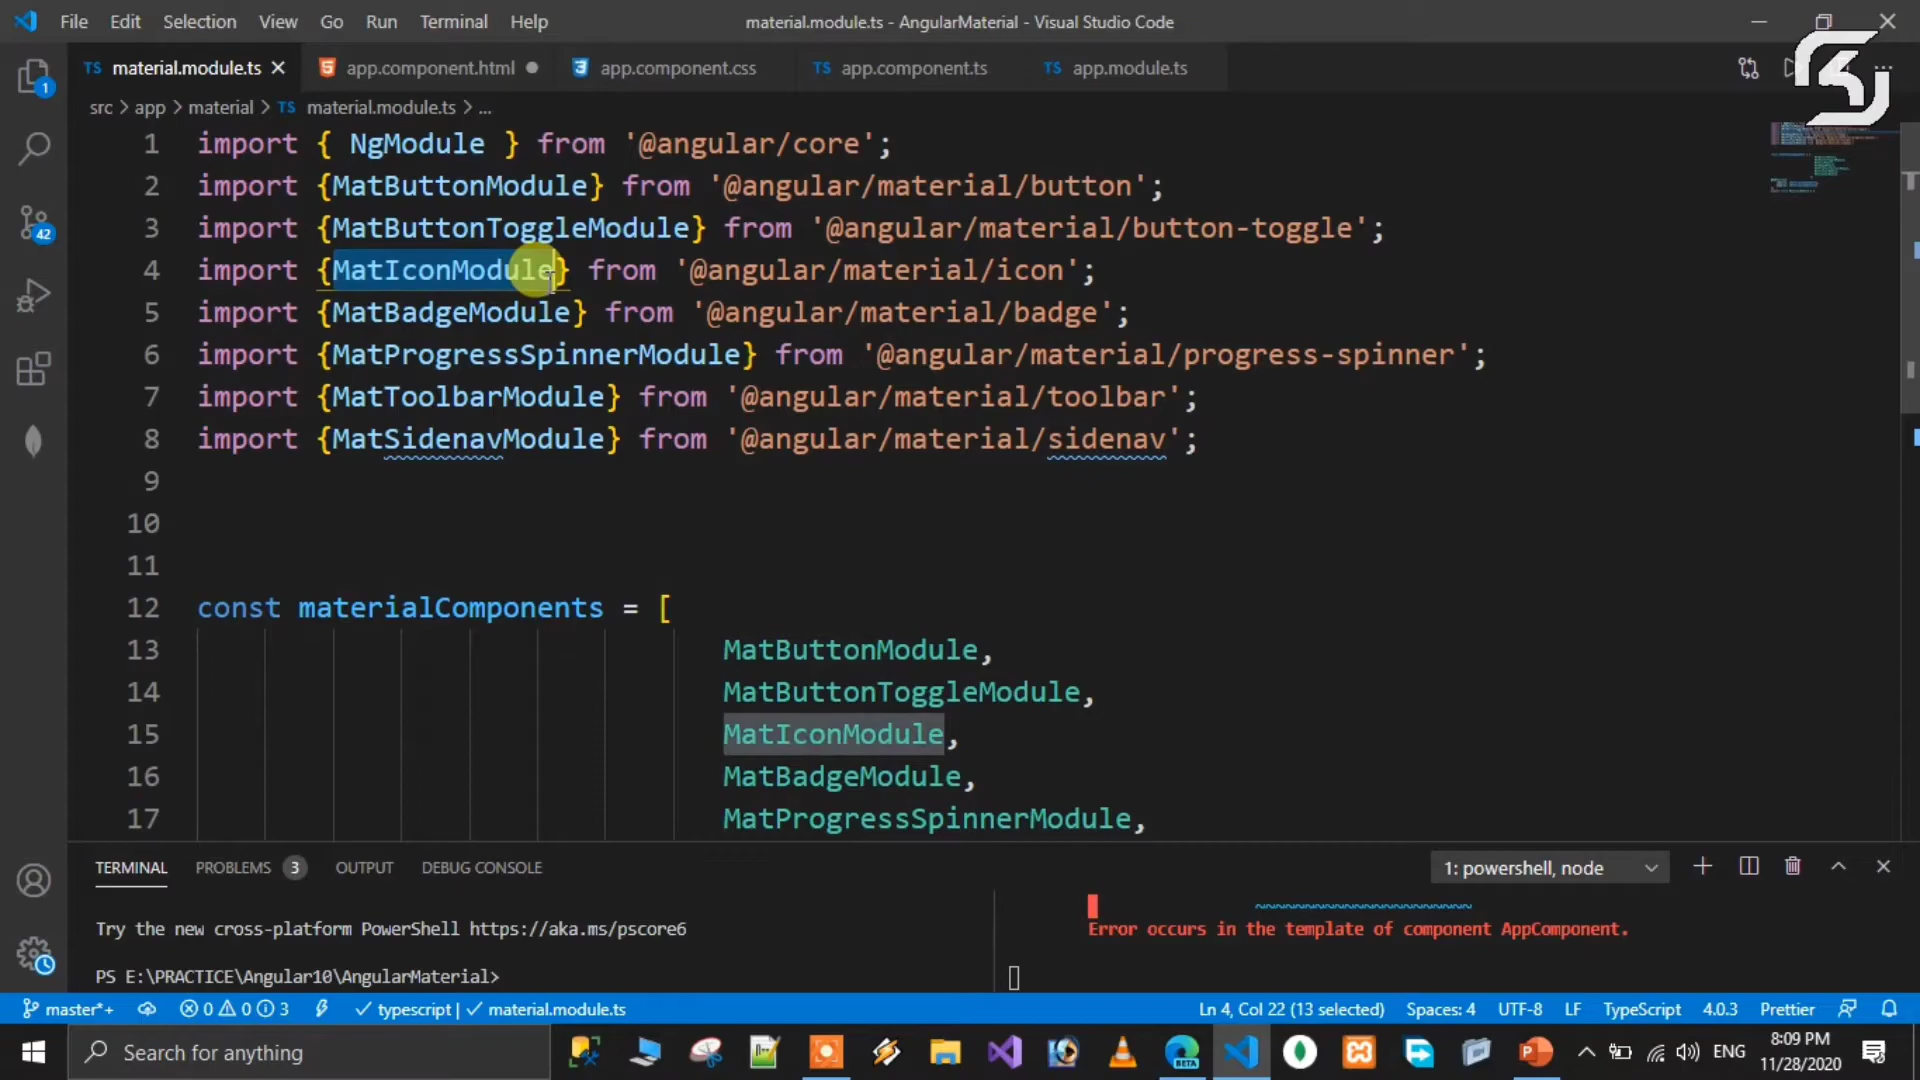 File Edit Selection View Go Run Terminal Help material.module.ts - AngularMaterial - Visual Studio Code
TS material.module.ts app.component.html app.component.css TS app.component.ts TS app.module.ts
src > app > material > TS material.module.ts > ...
1 import { NgModule } from '@angular/core';
2 import {MatButtonModule} from '@angular/material/button';
3 import {MatButtonToggleModule} from '@angular/material/button-toggle';
4 import {MatIconModule} from '@angular/material/icon';
5 import {MatBadgeModule} from '@angular/material/badge';
6 import {MatProgressSpinnerModule} from '@angular/material/progress-spinner';
7 import {MatToolbarModule} from '@angular/material/toolbar';
8 import {MatSidenavModule} from '@angular/material/sidenav';
9
10
11
12 const materialComponents = [
13 MatButtonModule,
14 MatButtonToggleModule,
15 MatIconModule,
16 MatBadgeModule,
17 MatProgressSpinnerModule,
1
42
TERMINAL PROBLEMS 3 OUTPUT DEBUG CONSOLE 1: powershell, node
Try the new cross-platform PowerShell https://aka.ms/pscore6
PS E:\PRACTICE\Angular10\AngularMaterial>
~~~~~~~~~~~~~~~~~~~~~~~~
Error occurs in the template of component AppComponent.
master*+ 0 0 3 typescript | material.module.ts Ln 4, Col 22 (13 selected) Spaces: 4 UTF-8 LF TypeScript 4.0.3 Prettier
Search for anything BETA ENG 8:09 PM
11/28/2020